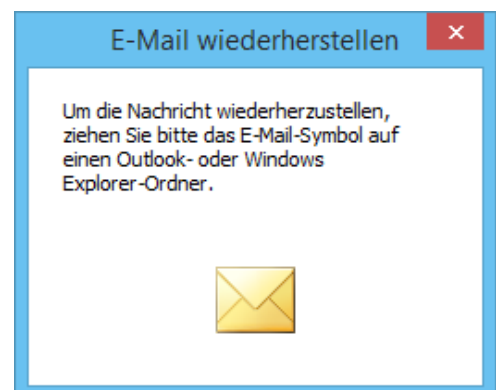 E-Mail wiederherstellen
Um die Nachricht wiederherzustellen,
ziehen Sie bitte das E-Mail-Symbol auf
einen Outlook- oder Windows
Explorer-Ordner.